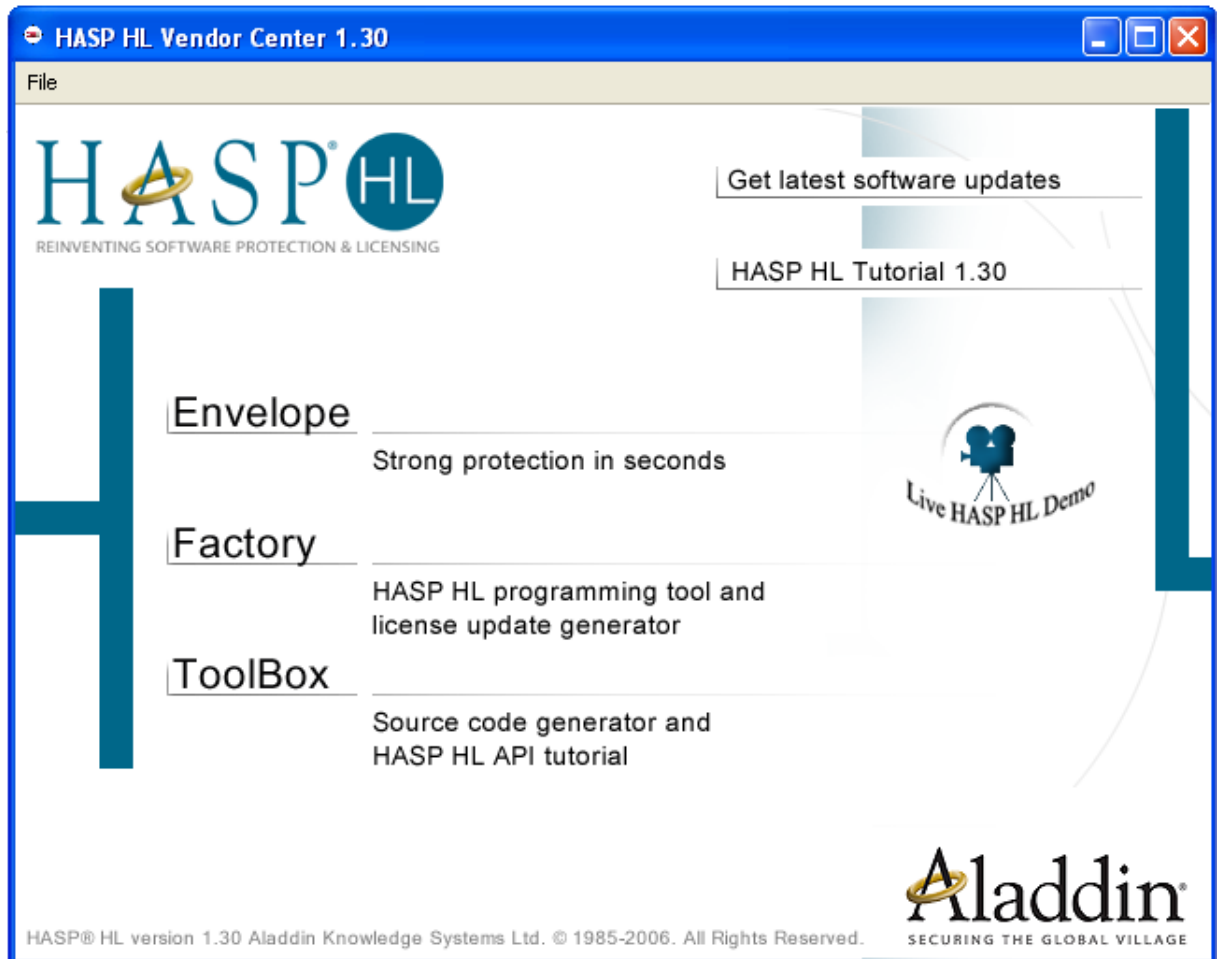 HASP HL Vendor Center 1.30
File
HASP® HL
REINVENTING SOFTWARE PROTECTION & LICENSING
Get latest software updates
HASP HL Tutorial 1.30
Envelope
Strong protection in seconds
Live HASP HL Demo
Factory
HASP HL programming tool and
license update generator
ToolBox
Source code generator and
HASP HL API tutorial
Aladdin®
SECURING THE GLOBAL VILLAGE
HASP® HL version 1.30 Aladdin Knowledge Systems Ltd. © 1985-2006. All Rights Reserved.